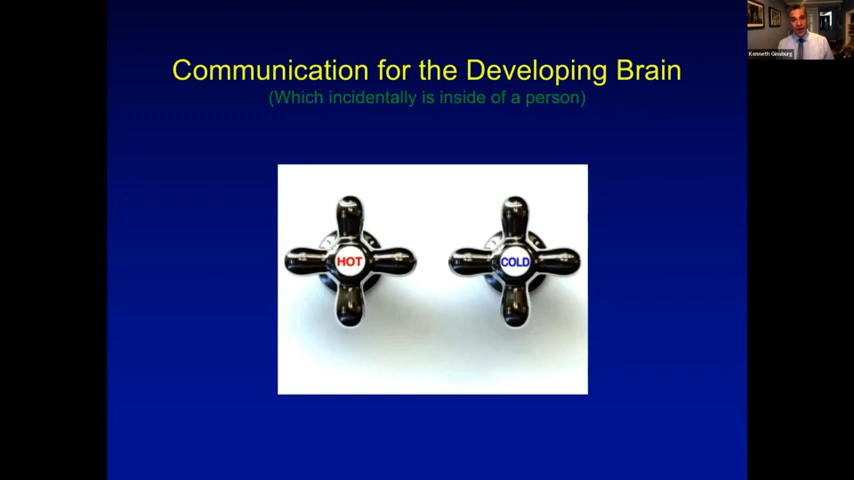 Communication for the Developing Brain
(Which incidentally is inside of a person)
HOT
COLD
Kenneth Ginsburg